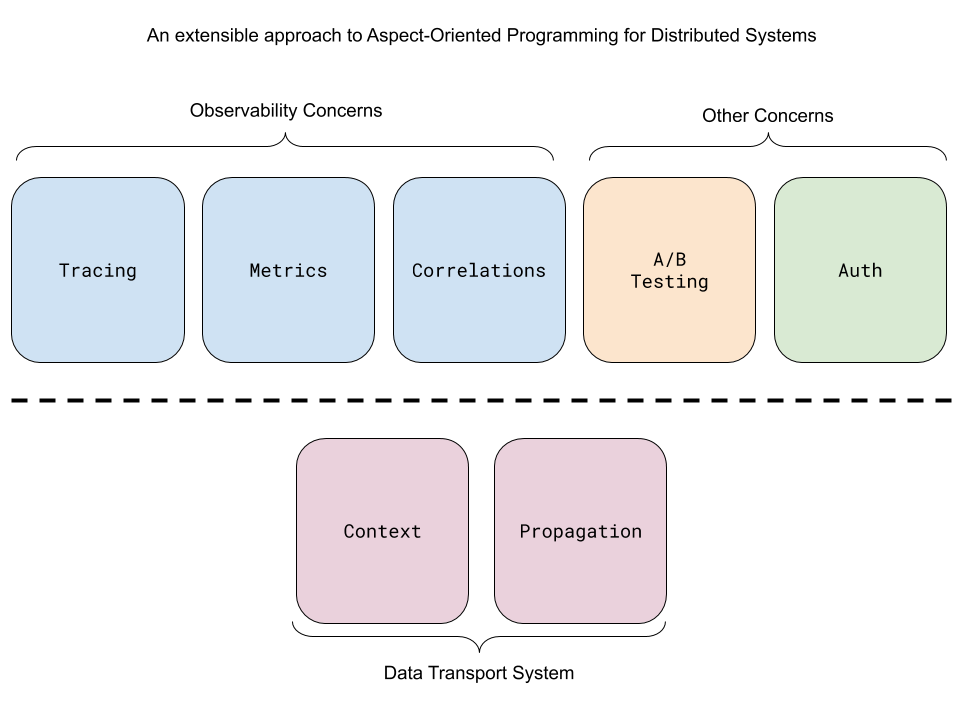 An extensible approach to Aspect-Oriented Programming for Distributed Systems
Observability Concerns
Other Concerns
Tracing
Metrics
Correlations
A/B
Testing
Auth
Context
Propagation
Data Transport System